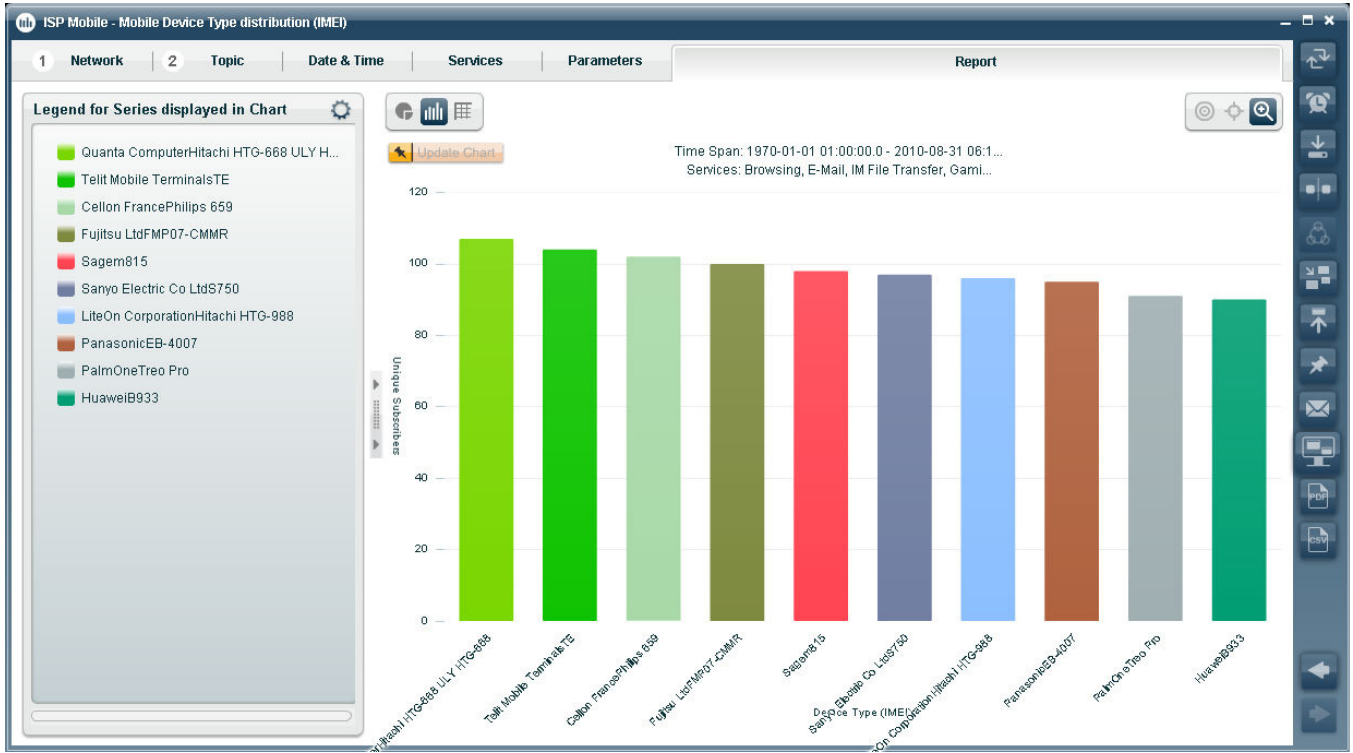 ISP Mobile - Mobile Device Type distribution (IMEI)
1 Network 2 Topic Date & Time Services Parameters Report
Legend for Series displayed in Chart
Quanta ComputerHitachi HTG-668 ULY H...
Telit Mobile TerminalsTE
Cellon FrancePhilips 659
Fujitsu LtdFMP07-CMMR
Sagem815
Sanyo Electric Co LtdS750
LiteOn CorporationHitachi HTG-988
PanasonicEB-4007
PalmOneTreo Pro
HuaweiB933
Update Chart
Time Span: 1970-01-01 01:00:00.0 - 2010-08-31 06:1...
Services: Browsing, E-Mail, IM File Transfer, Gami...
120
100
80
60
40
20
0
Unique Subscribers
Hitachi HTG-668 ULY HTG-668
Telit Mobile TerminalsTE
Cellon FrancePhilips 659
Fujitsu LtdFMP07-CMMR
Sagem815
Sanyo Electric Co LtdS750
On CorporationHitachi HTG-988
PanasonicEB-4007
PalmOneTreo Pro
HuaweiB933
Device Type (IMEI)
PDF
CSV